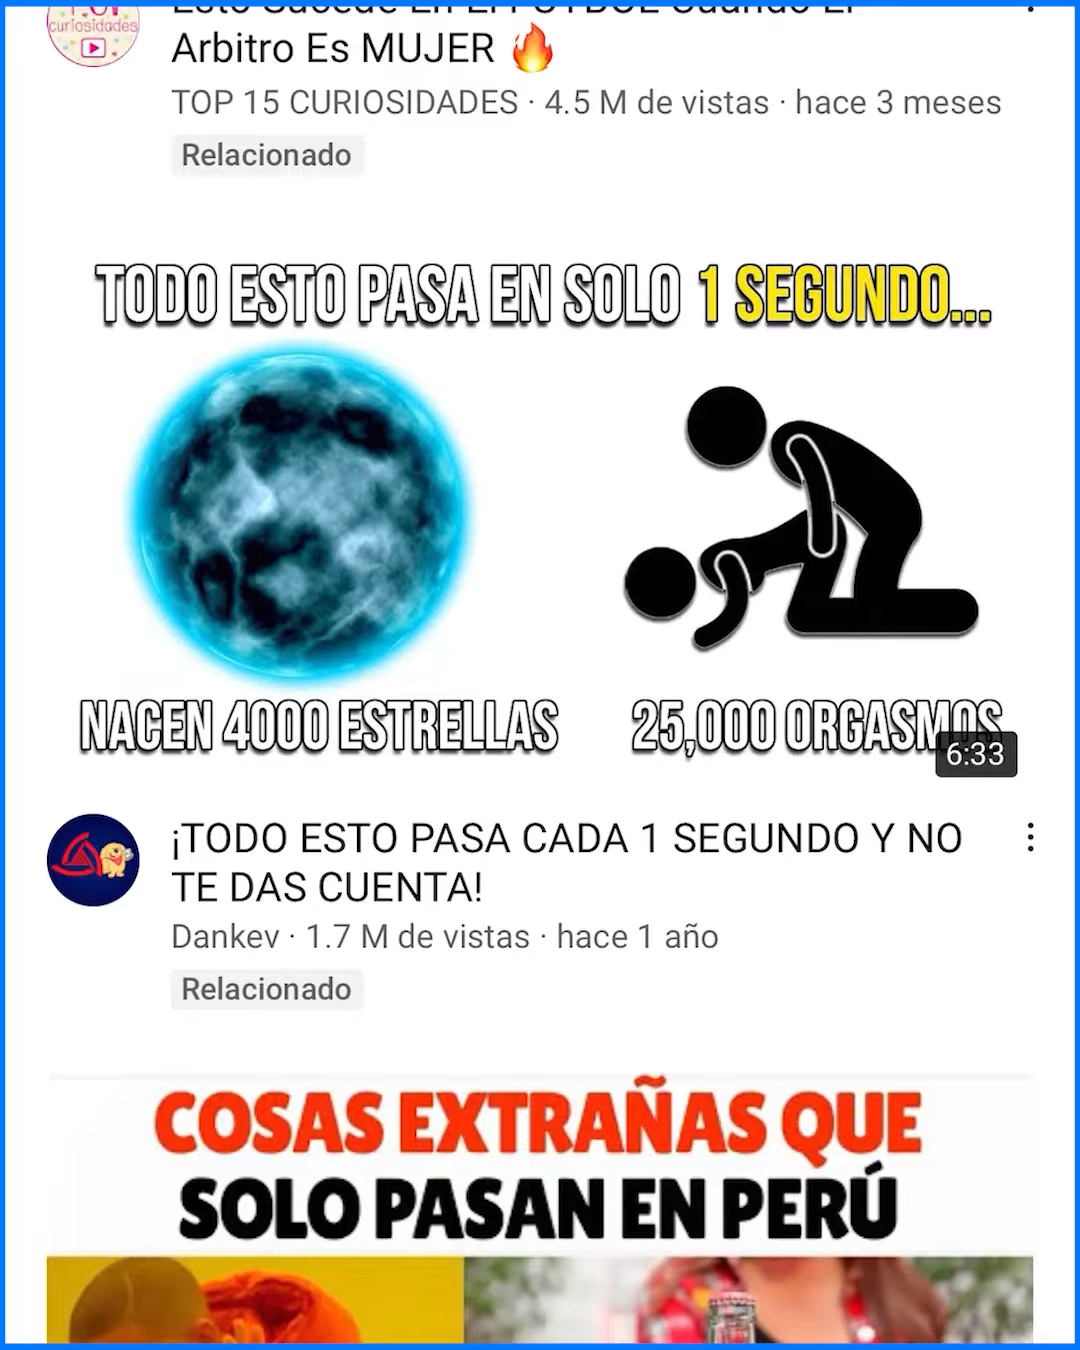 curiosidades
Arbitro Es MUJER 🔥
TOP 15 CURIOSIDADES · 4.5 M de vistas · hace 3 meses
Relacionado
TODO ESTO PASA EN SOLO 1 SEGUNDO...
NACEN 4000 ESTRELLAS
25,000 ORGASMOS
6:33
¡TODO ESTO PASA CADA 1 SEGUNDO Y NO
TE DAS CUENTA!
Dankev · 1.7 M de vistas · hace 1 año
Relacionado
COSAS EXTRAÑAS QUE
SOLO PASAN EN PERÚ